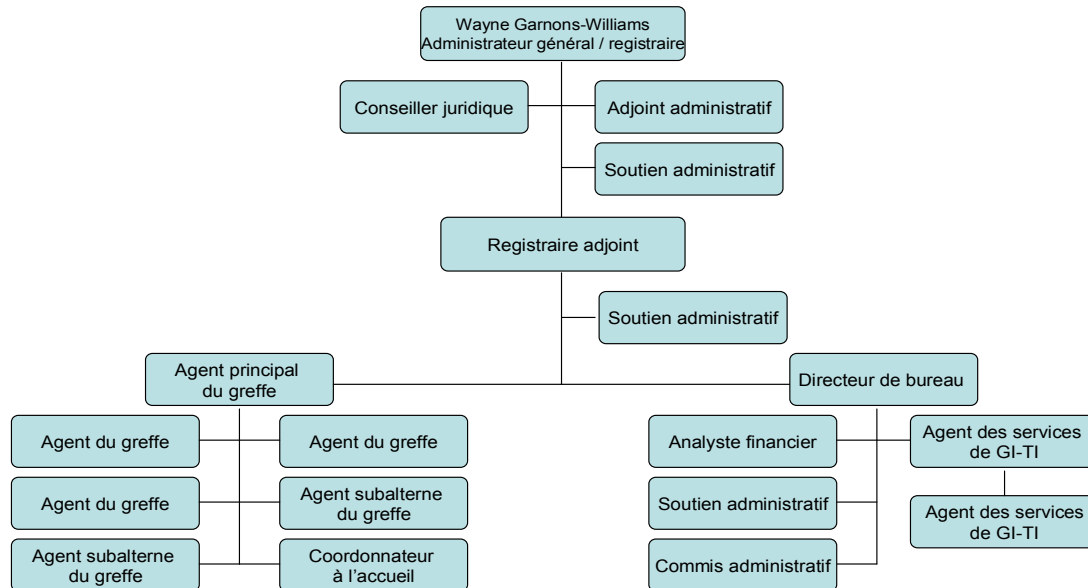 Wayne Garnons-Williams
Administrateur général / registraire
Conseiller juridique
Adjoint administratif
Soutien administratif
Registraire adjoint
Soutien administratif
Agent principal
du greffe
Directeur de bureau
Agent du greffe
Agent du greffe
Analyste financier
Agent des services
de GI-TI
Agent du greffe
Agent subalterne
du greffe
Soutien administratif
Agent des services
de GI-TI
Agent subalterne
du greffe
Coordonnateur
à l’accueil
Commis administratif